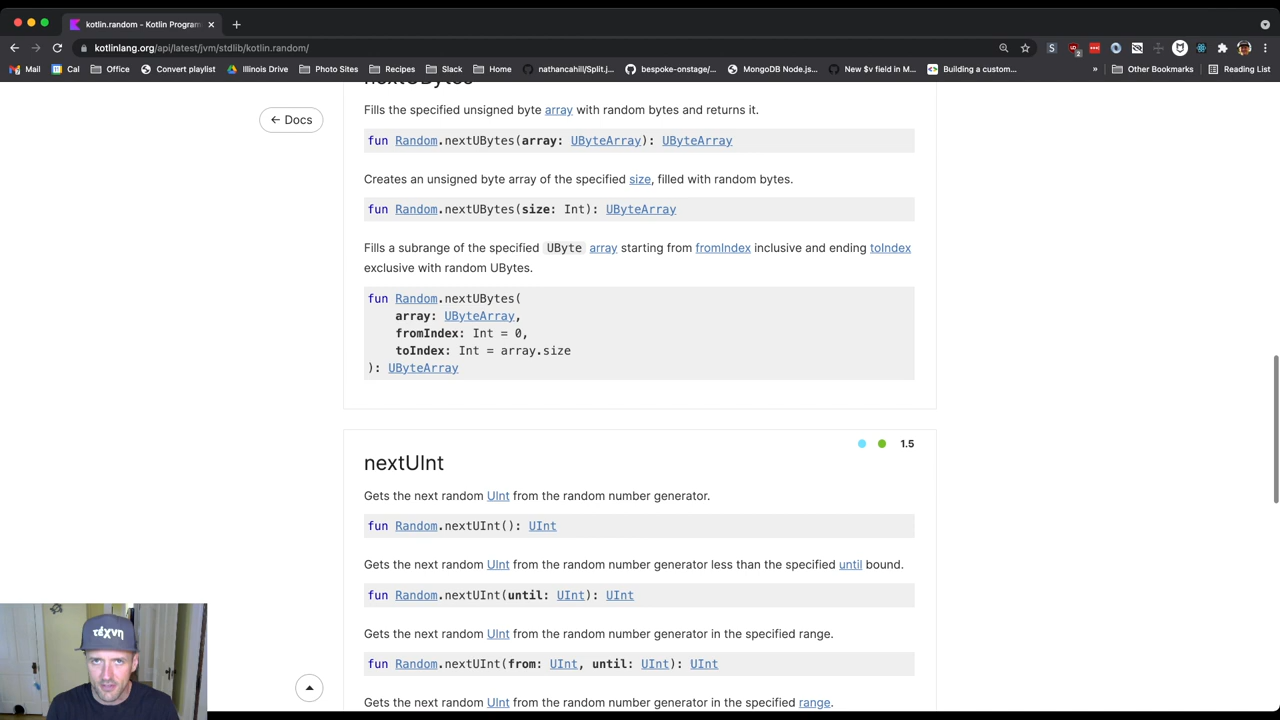 kotlin.random – Kotlin Program
kotlinlang.org/api/latest/jvm/stdlib/kotlin.random/
Mail Cal Office Convert playlist Illinois Drive Photo Sites Recipes Slack Home nathancahill/Split.j... bespoke-onstage/... MongoDB Node.js... New $v field in M... Building a custom... » Other Bookmarks Reading List
nextUBytes
← Docs
Fills the specified unsigned byte array with random bytes and returns it.
fun Random.nextUBytes(array: UByteArray): UByteArray
Creates an unsigned byte array of the specified size, filled with random bytes.
fun Random.nextUBytes(size: Int): UByteArray
Fills a subrange of the specified UByte array starting from fromIndex inclusive and ending toIndex
exclusive with random UBytes.
fun Random.nextUBytes(
array: UByteArray,
fromIndex: Int = 0,
toIndex: Int = array.size
): UByteArray
1.5
nextUInt
Gets the next random UInt from the random number generator.
fun Random.nextUInt(): UInt
Gets the next random UInt from the random number generator less than the specified until bound.
fun Random.nextUInt(until: UInt): UInt
Gets the next random UInt from the random number generator in the specified range.
fun Random.nextUInt(from: UInt, until: UInt): UInt
Gets the next random UInt from the random number generator in the specified range.
τέχνη